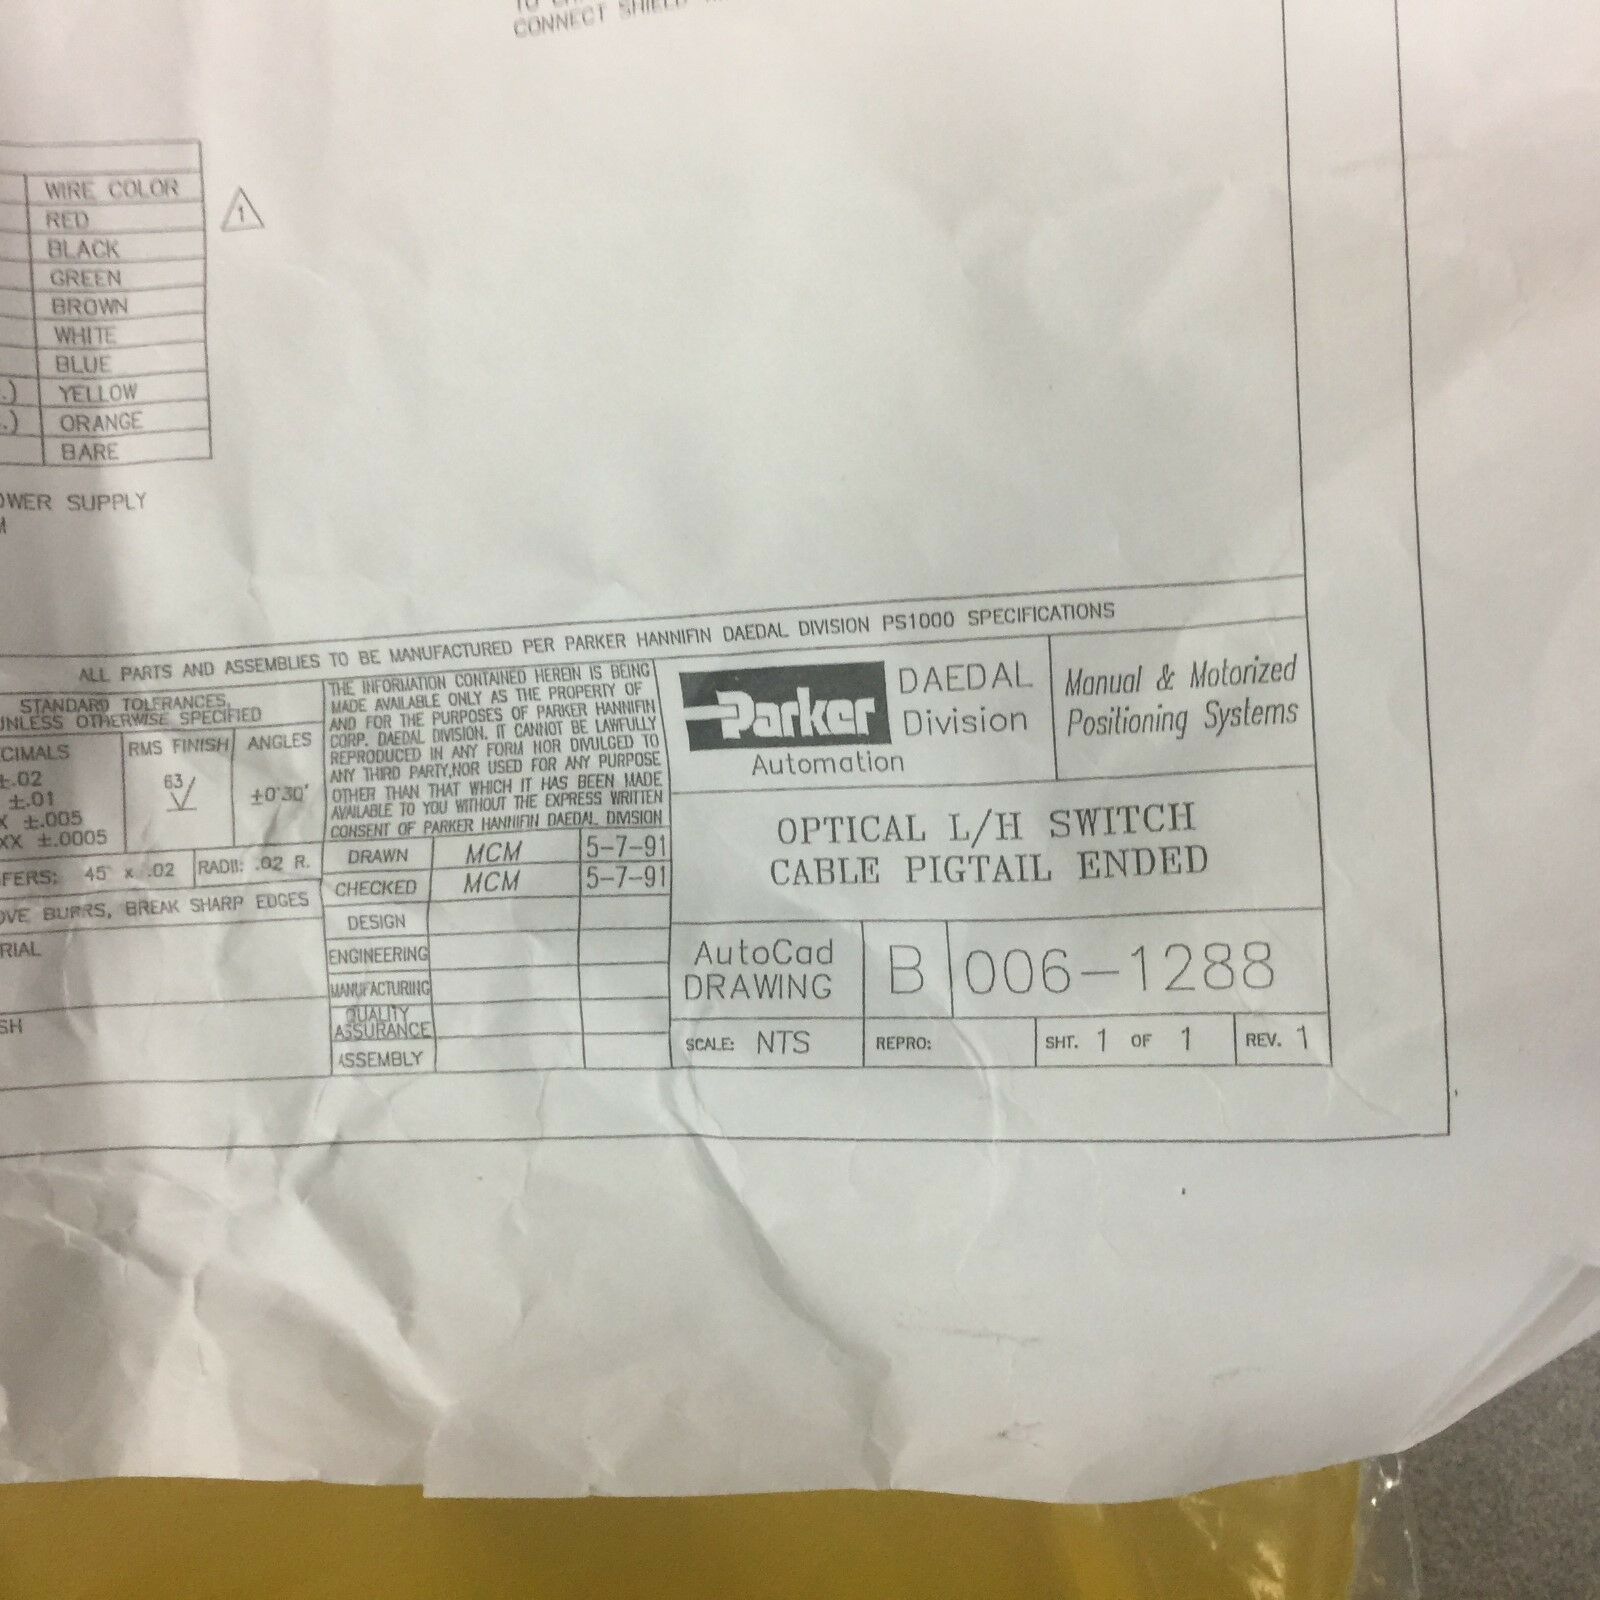 CONNECT SHIELD
WIRE COLOR
RED
1
BLACK
GREEN
BROWN
WHITE
BLUE
.) YELLOW
.) ORANGE
BARE
OWER SUPPLY
M
ALL PARTS AND ASSEMBLIES TO BE MANUFACTURED PER PARKER HANNIFIN DAEDAL DIVISION PS1000 SPECIFICATIONS
STANDARD TOLERANCES,
UNLESS OTHERWISE SPECIFIED
CIMALS
±.02
±.01
X ±.005
XX ±.0005
RMS FINISH
63
ANGLES
±0°30'
FERS: 45° x .02
RADII: .02 R.
OVE BURRS, BREAK SHARP EDGES
RIAL
SH
THE INFORMATION CONTAINED HEREIN IS BEING
MADE AVAILABLE ONLY AS THE PROPERTY OF
AND FOR THE PURPOSES OF PARKER HANNIFIN
CORP. DAEDAL DIVISION. IT CANNOT BE LAWFULLY
REPRODUCED IN ANY FORM NOR DIVULGED TO
ANY THIRD PARTY,NOR USED FOR ANY PURPOSE
OTHER THAN THAT WHICH IT HAS BEEN MADE
AVAILABLE TO YOU WITHOUT THE EXPRESS WRITTEN
CONSENT OF PARKER HANNIFIN DAEDAL DIVISION
DRAWN MCM 5-7-91
CHECKED MCM 5-7-91
DESIGN
ENGINEERING
MANUFACTURING
QUALITY
ASSURANCE
ASSEMBLY
Parker
Automation
DAEDAL
Division
Manual & Motorized
Positioning Systems
OPTICAL L/H SWITCH
CABLE PIGTAIL ENDED
AutoCad
DRAWING
B 006-1288
SCALE: NTS REPRO: SHT. 1 OF 1 REV. 1